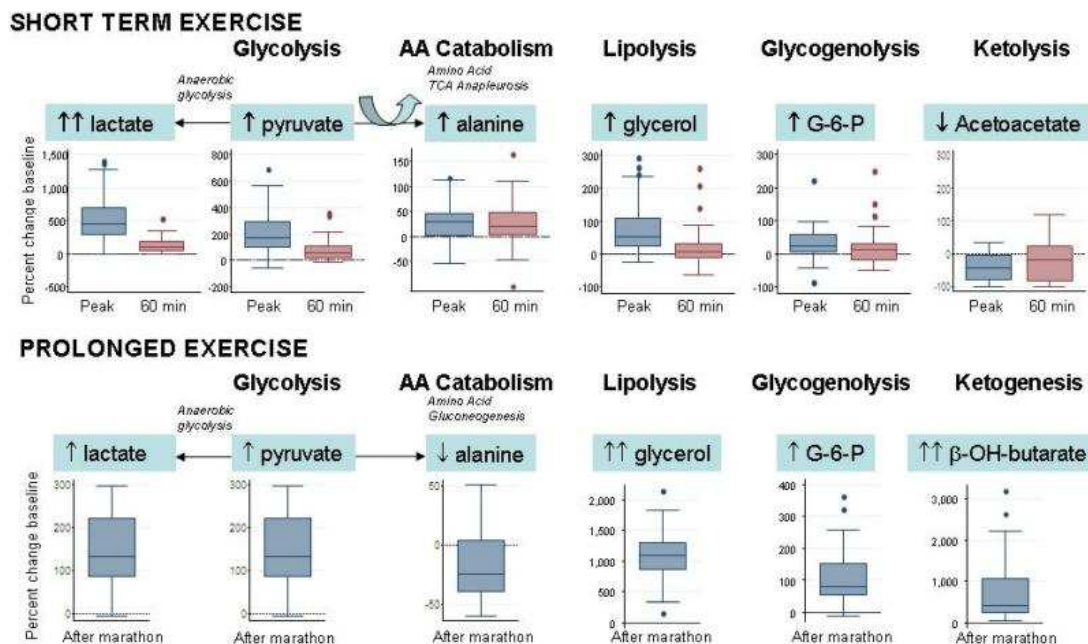 SHORT TERM EXERCISE
Glycolysis AA Catabolism Lipolysis Glycogenolysis Ketolysis
Anaerobic
glycolysis
Amino Acid
TCA Anapleurosis
↑↑ lactate ↑ pyruvate ↑ alanine ↑ glycerol ↑ G-6-P ↓ Acetoacetate
Percent change baseline
1,500
1,000
500
0
-500
Peak 60 min
800
600
400
200
0
-200
Peak 60 min
150
100
50
0
-50
Peak 60 min
300
200
100
0
-100
Peak 60 min
300
200
100
0
-100
Peak 60 min
300
200
100
0
-100
Peak 60 min
PROLONGED EXERCISE
Glycolysis AA Catabolism Lipolysis Glycogenolysis Ketogenesis
Anaerobic
glycolysis
Amino Acid
Gluconeogenesis
↑ lactate ↑ pyruvate ↓ alanine ↑↑ glycerol ↑ G-6-P ↑↑ β-OH-butarate
Percent change baseline
300
200
100
0
After marathon
300
200
100
0
After marathon
50
0
-50
After marathon
2,000
1,500
1,000
500
0
After marathon
400
300
200
100
0
After marathon
3,000
2,000
1,000
0
After marathon